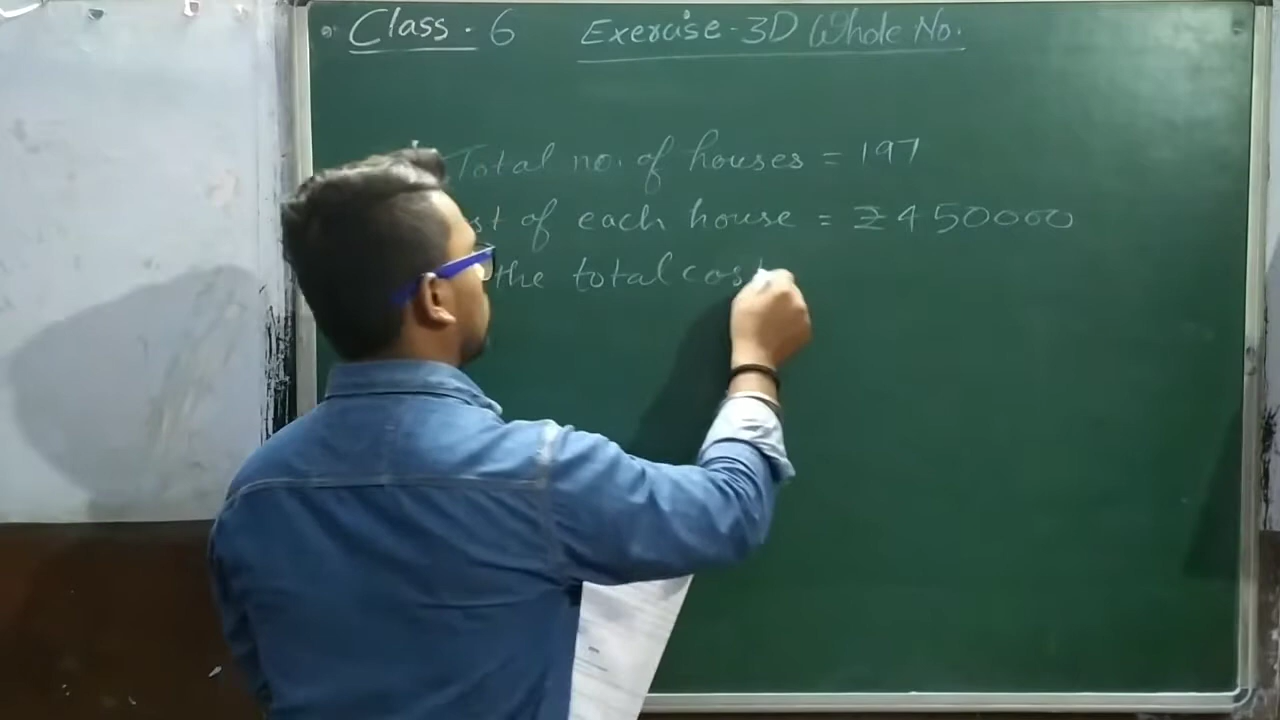 Class. 6 Exercise-3D Whole No.
Total no. of houses = 197
of each house = ₹450000
the total cost